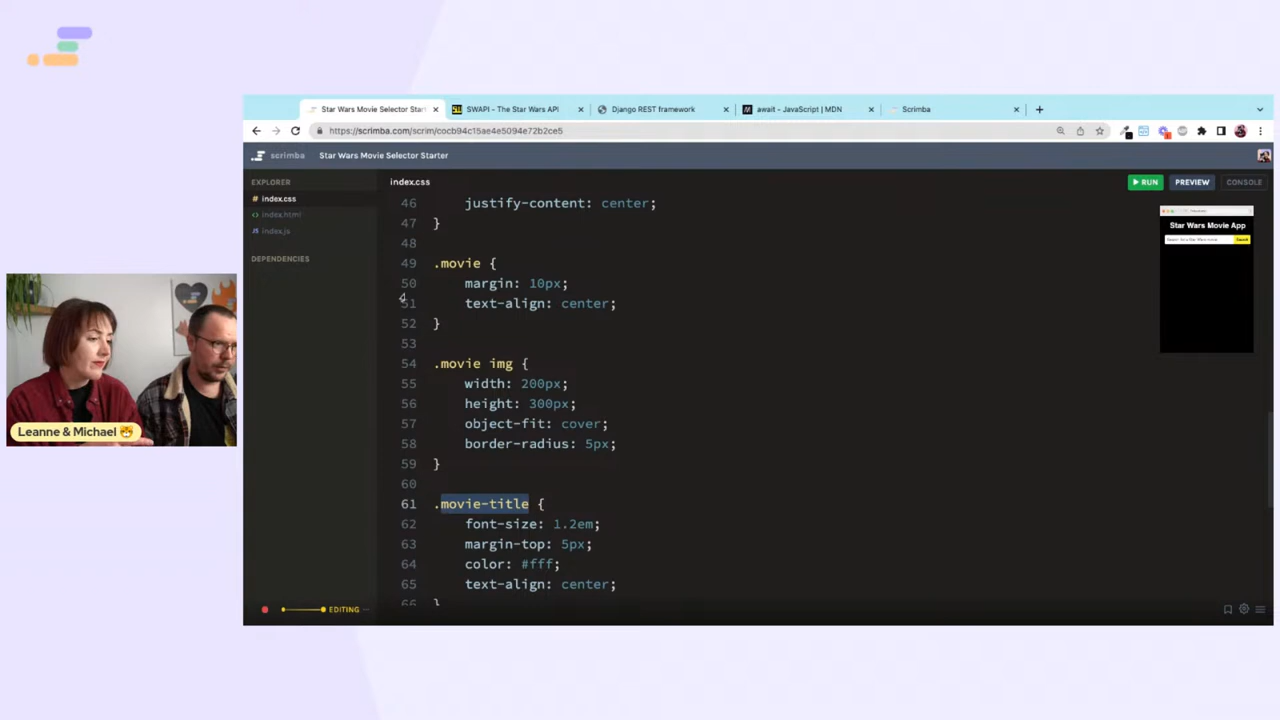 Star Wars Movie Selector Star
SWAPI - The Star Wars API
Django REST framework
await - JavaScript | MDN
Scrimba
https://scrimba.com/scrim/cocb94c15ae4e5094e72b2ce5
scrimba
Star Wars Movie Selector Starter
EXPLORER
index.css
index.html
index.js
DEPENDENCIES
index.css
RUN
PREVIEW
CONSOLE
46 justify-content: center;
47 }
48
49 .movie {
50 margin: 10px;
51 text-align: center;
52 }
53
54 .movie img {
55 width: 200px;
56 height: 300px;
57 object-fit: cover;
58 border-radius: 5px;
59 }
60
61 .movie-title {
62 font-size: 1.2em;
63 margin-top: 5px;
64 color: #fff;
65 text-align: center;
66 }
Star Wars Movie App
Search
EDITING
Leanne & Michael